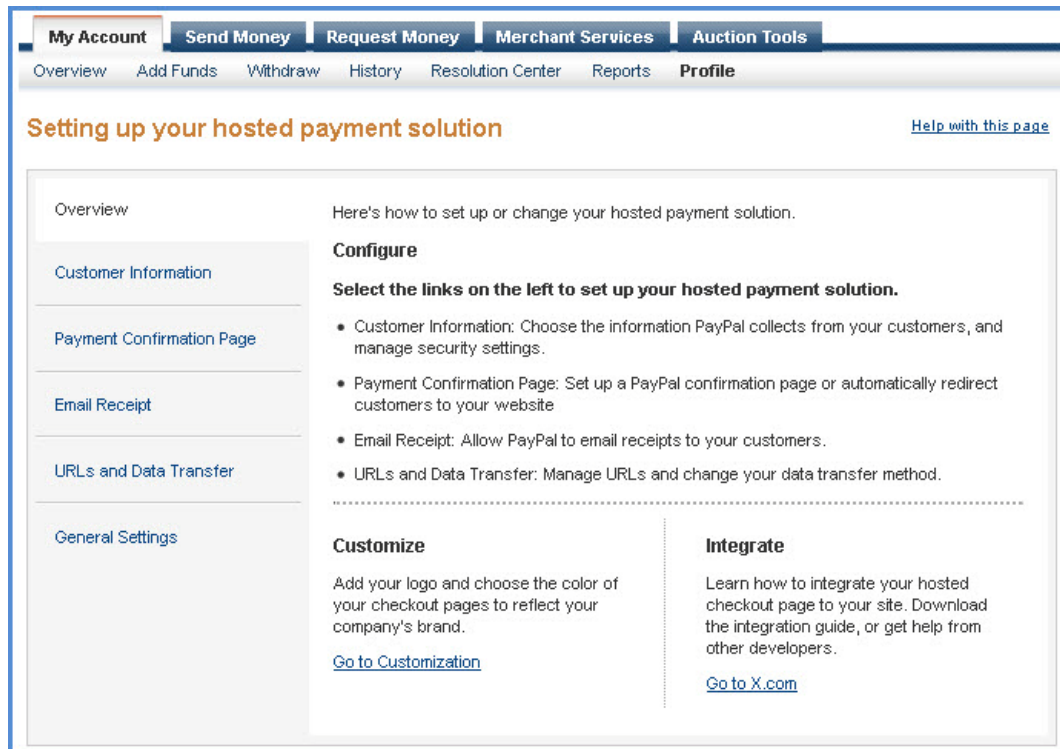 My Account Send Money Request Money Merchant Services Auction Tools
Overview Add Funds Withdraw History Resolution Center Reports Profile
Setting up your hosted payment solution
Help with this page
Overview
Customer Information
Payment Confirmation Page
Email Receipt
URLs and Data Transfer
General Settings
Here's how to set up or change your hosted payment solution.
Configure
Select the links on the left to set up your hosted payment solution.
• Customer Information: Choose the information PayPal collects from your customers, and
manage security settings.
• Payment Confirmation Page: Set up a PayPal confirmation page or automatically redirect
customers to your website
• Email Receipt: Allow PayPal to email receipts to your customers.
• URLs and Data Transfer: Manage URLs and change your data transfer method.
Customize
Add your logo and choose the color of
your checkout pages to reflect your
company's brand.
Go to Customization
Integrate
Learn how to integrate your hosted
checkout page to your site. Download
the integration guide, or get help from
other developers.
Go to X.com